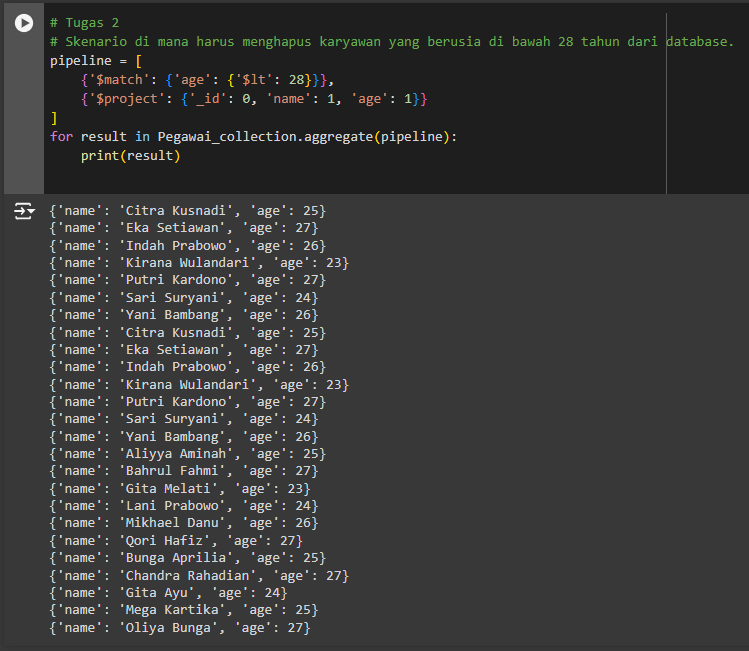 # Tugas 2
# Skenario di mana harus menghapus karyawan yang berusia di bawah 28 tahun dari database.
pipeline = [
    {'$match': {'age': {'$lt': 28}}},
    {'$project': {'_id': 0, 'name': 1, 'age': 1}}
]
for result in Pegawai_collection.aggregate(pipeline):
    print(result)
{'name': 'Citra Kusnadi', 'age': 25}
{'name': 'Eka Setiawan', 'age': 27}
{'name': 'Indah Prabowo', 'age': 26}
{'name': 'Kirana Wulandari', 'age': 23}
{'name': 'Putri Kardono', 'age': 27}
{'name': 'Sari Suryani', 'age': 24}
{'name': 'Yani Bambang', 'age': 26}
{'name': 'Citra Kusnadi', 'age': 25}
{'name': 'Eka Setiawan', 'age': 27}
{'name': 'Indah Prabowo', 'age': 26}
{'name': 'Kirana Wulandari', 'age': 23}
{'name': 'Putri Kardono', 'age': 27}
{'name': 'Sari Suryani', 'age': 24}
{'name': 'Yani Bambang', 'age': 26}
{'name': 'Aliyya Aminah', 'age': 25}
{'name': 'Bahrul Fahmi', 'age': 27}
{'name': 'Gita Melati', 'age': 23}
{'name': 'Lani Prabowo', 'age': 24}
{'name': 'Mikhael Danu', 'age': 26}
{'name': 'Qori Hafiz', 'age': 27}
{'name': 'Bunga Aprilia', 'age': 25}
{'name': 'Chandra Rahadian', 'age': 27}
{'name': 'Gita Ayu', 'age': 24}
{'name': 'Mega Kartika', 'age': 25}
{'name': 'Oliya Bunga', 'age': 27}